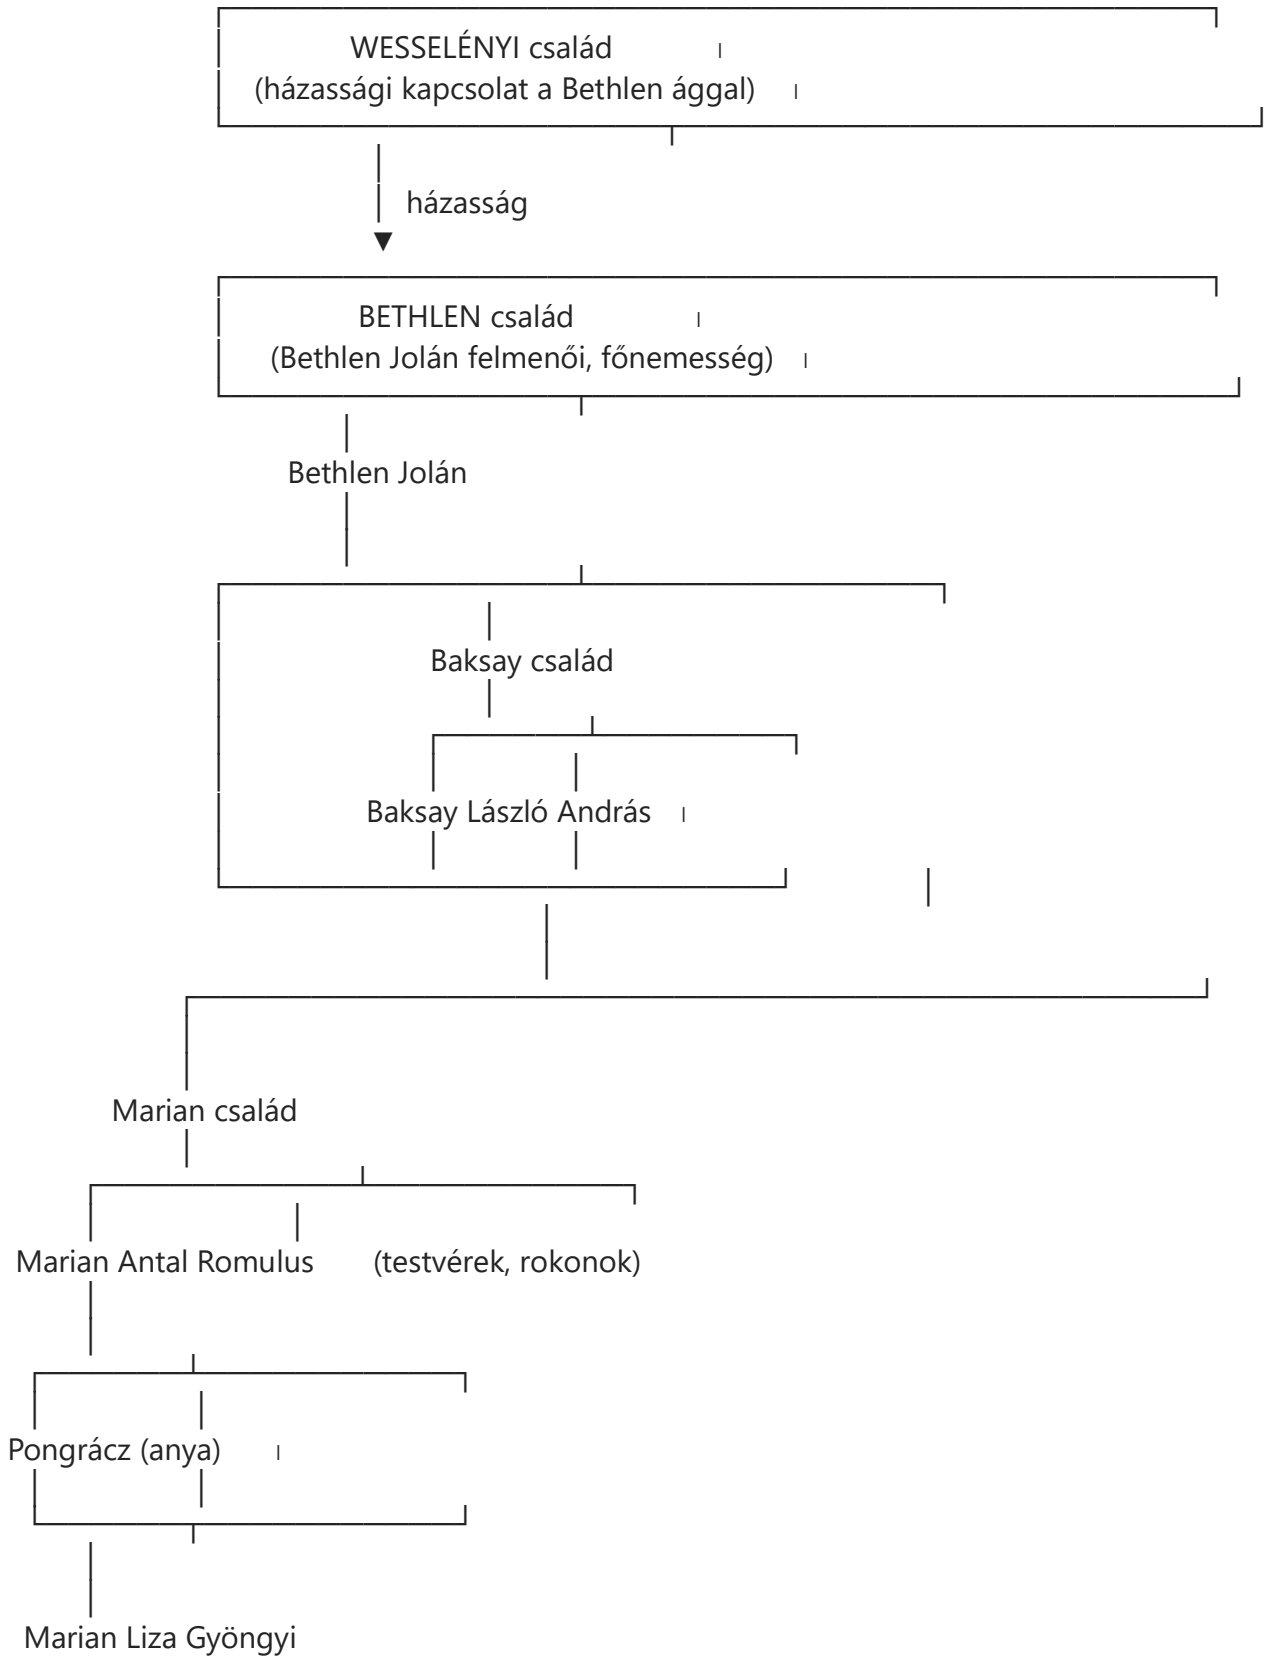 WESSELÉNYI család
(házassági kapcsolat a Bethlen ággal)
házasság
▼
BETHLEN család
(Bethlen Jolán felmenői, főnemesség)
Bethlen Jolán
Baksay család
Baksay László András
Marian család
Marian Antal Romulus (testvérek, rokonok)
Pongrácz (anya)
Marian Liza Gyöngyi